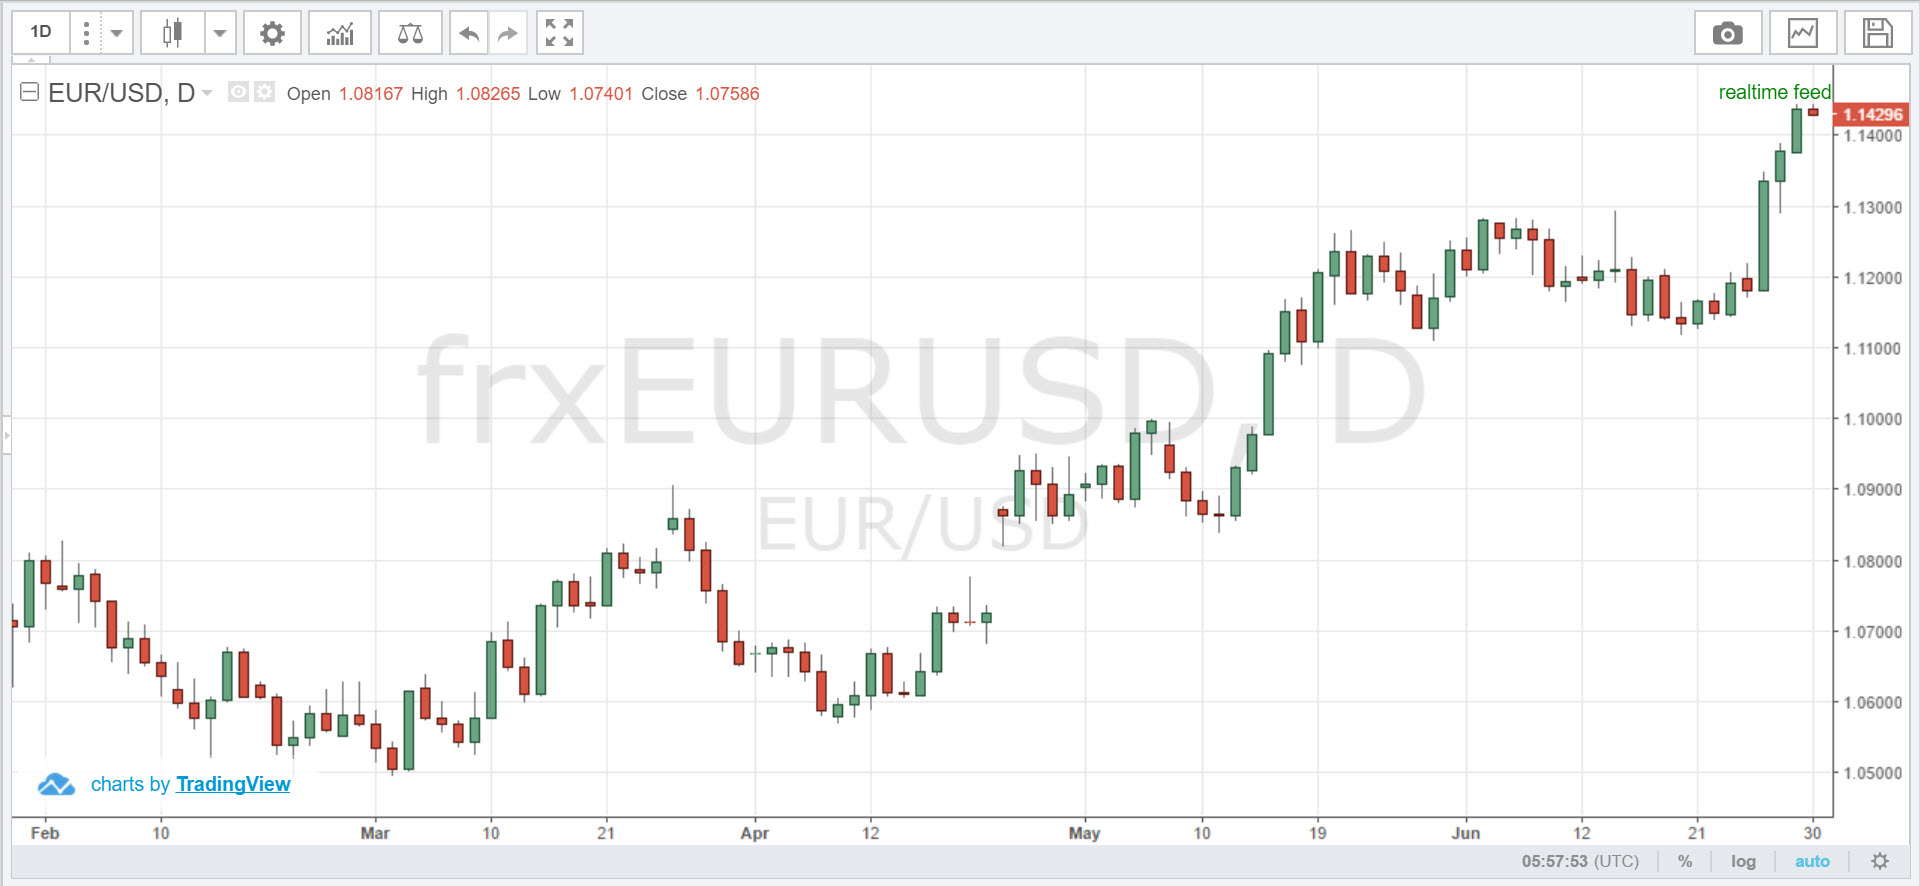 1D
EUR/USD, D Open 1.08167 High 1.08265 Low 1.07401 Close 1.07586
realtime feed
1.14296
1.14000
1.13000
1.12000
1.11000
1.10000
1.09000
1.08000
1.07000
1.06000
1.05000
frxEURUSD, D
EUR/USD
charts by TradingView
Feb 10 Mar 10 21 Apr 12 May 10 19 Jun 12 21 30
05:57:53 (UTC) % log auto